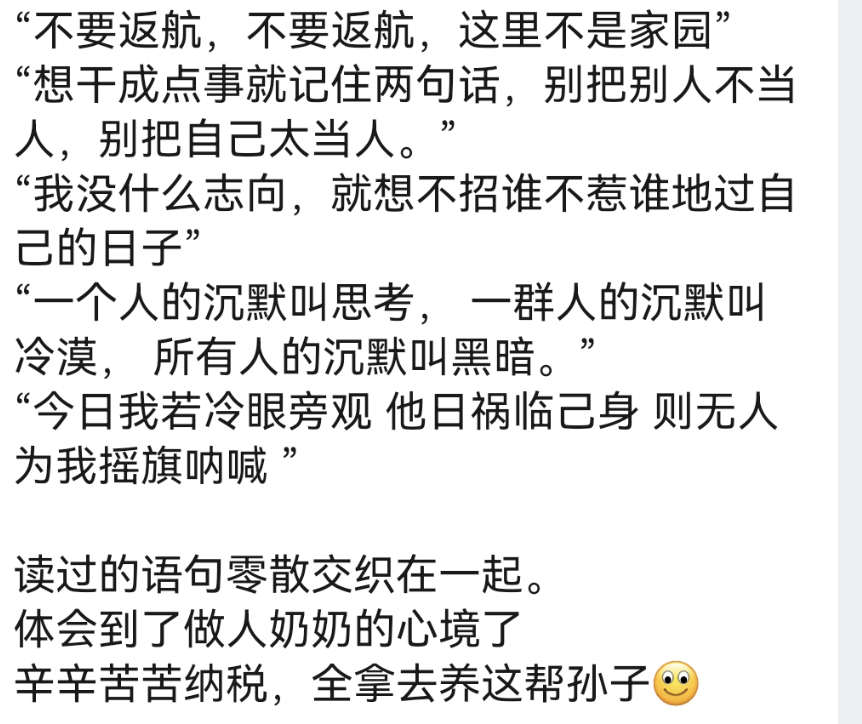 “不要返航，不要返航，这里不是家园”
“想干成点事就记住两句话，别把别人不当
人，别把自己太当人。”
“我没什么志向，就想不招谁不惹谁地过自
己的日子”
“一个人的沉默叫思考， 一群人的沉默叫
冷漠， 所有人的沉默叫黑暗。”
“今日我若冷眼旁观 他日祸临己身 则无人
为我摇旗呐喊 ”
读过的语句零散交织在一起。
体会到了做人奶奶的心境了
辛辛苦苦纳税，全拿去养这帮孙子🙂